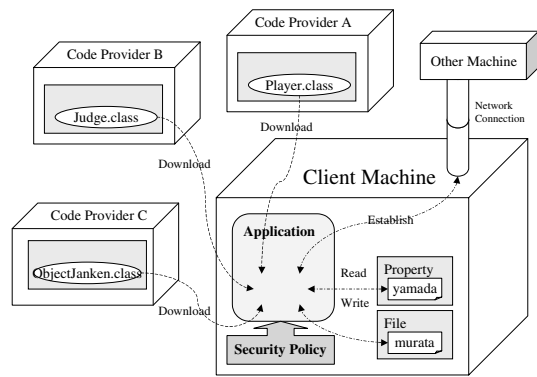 Code Provider A
Player.class
Download
Code Provider B
Judge.class
Download
Other Machine
Network
Connection
Client Machine
Code Provider C
ObjectJanken.class
Download
Application
Establish
Read
Write
Property
yamada
File
murata
Security Policy